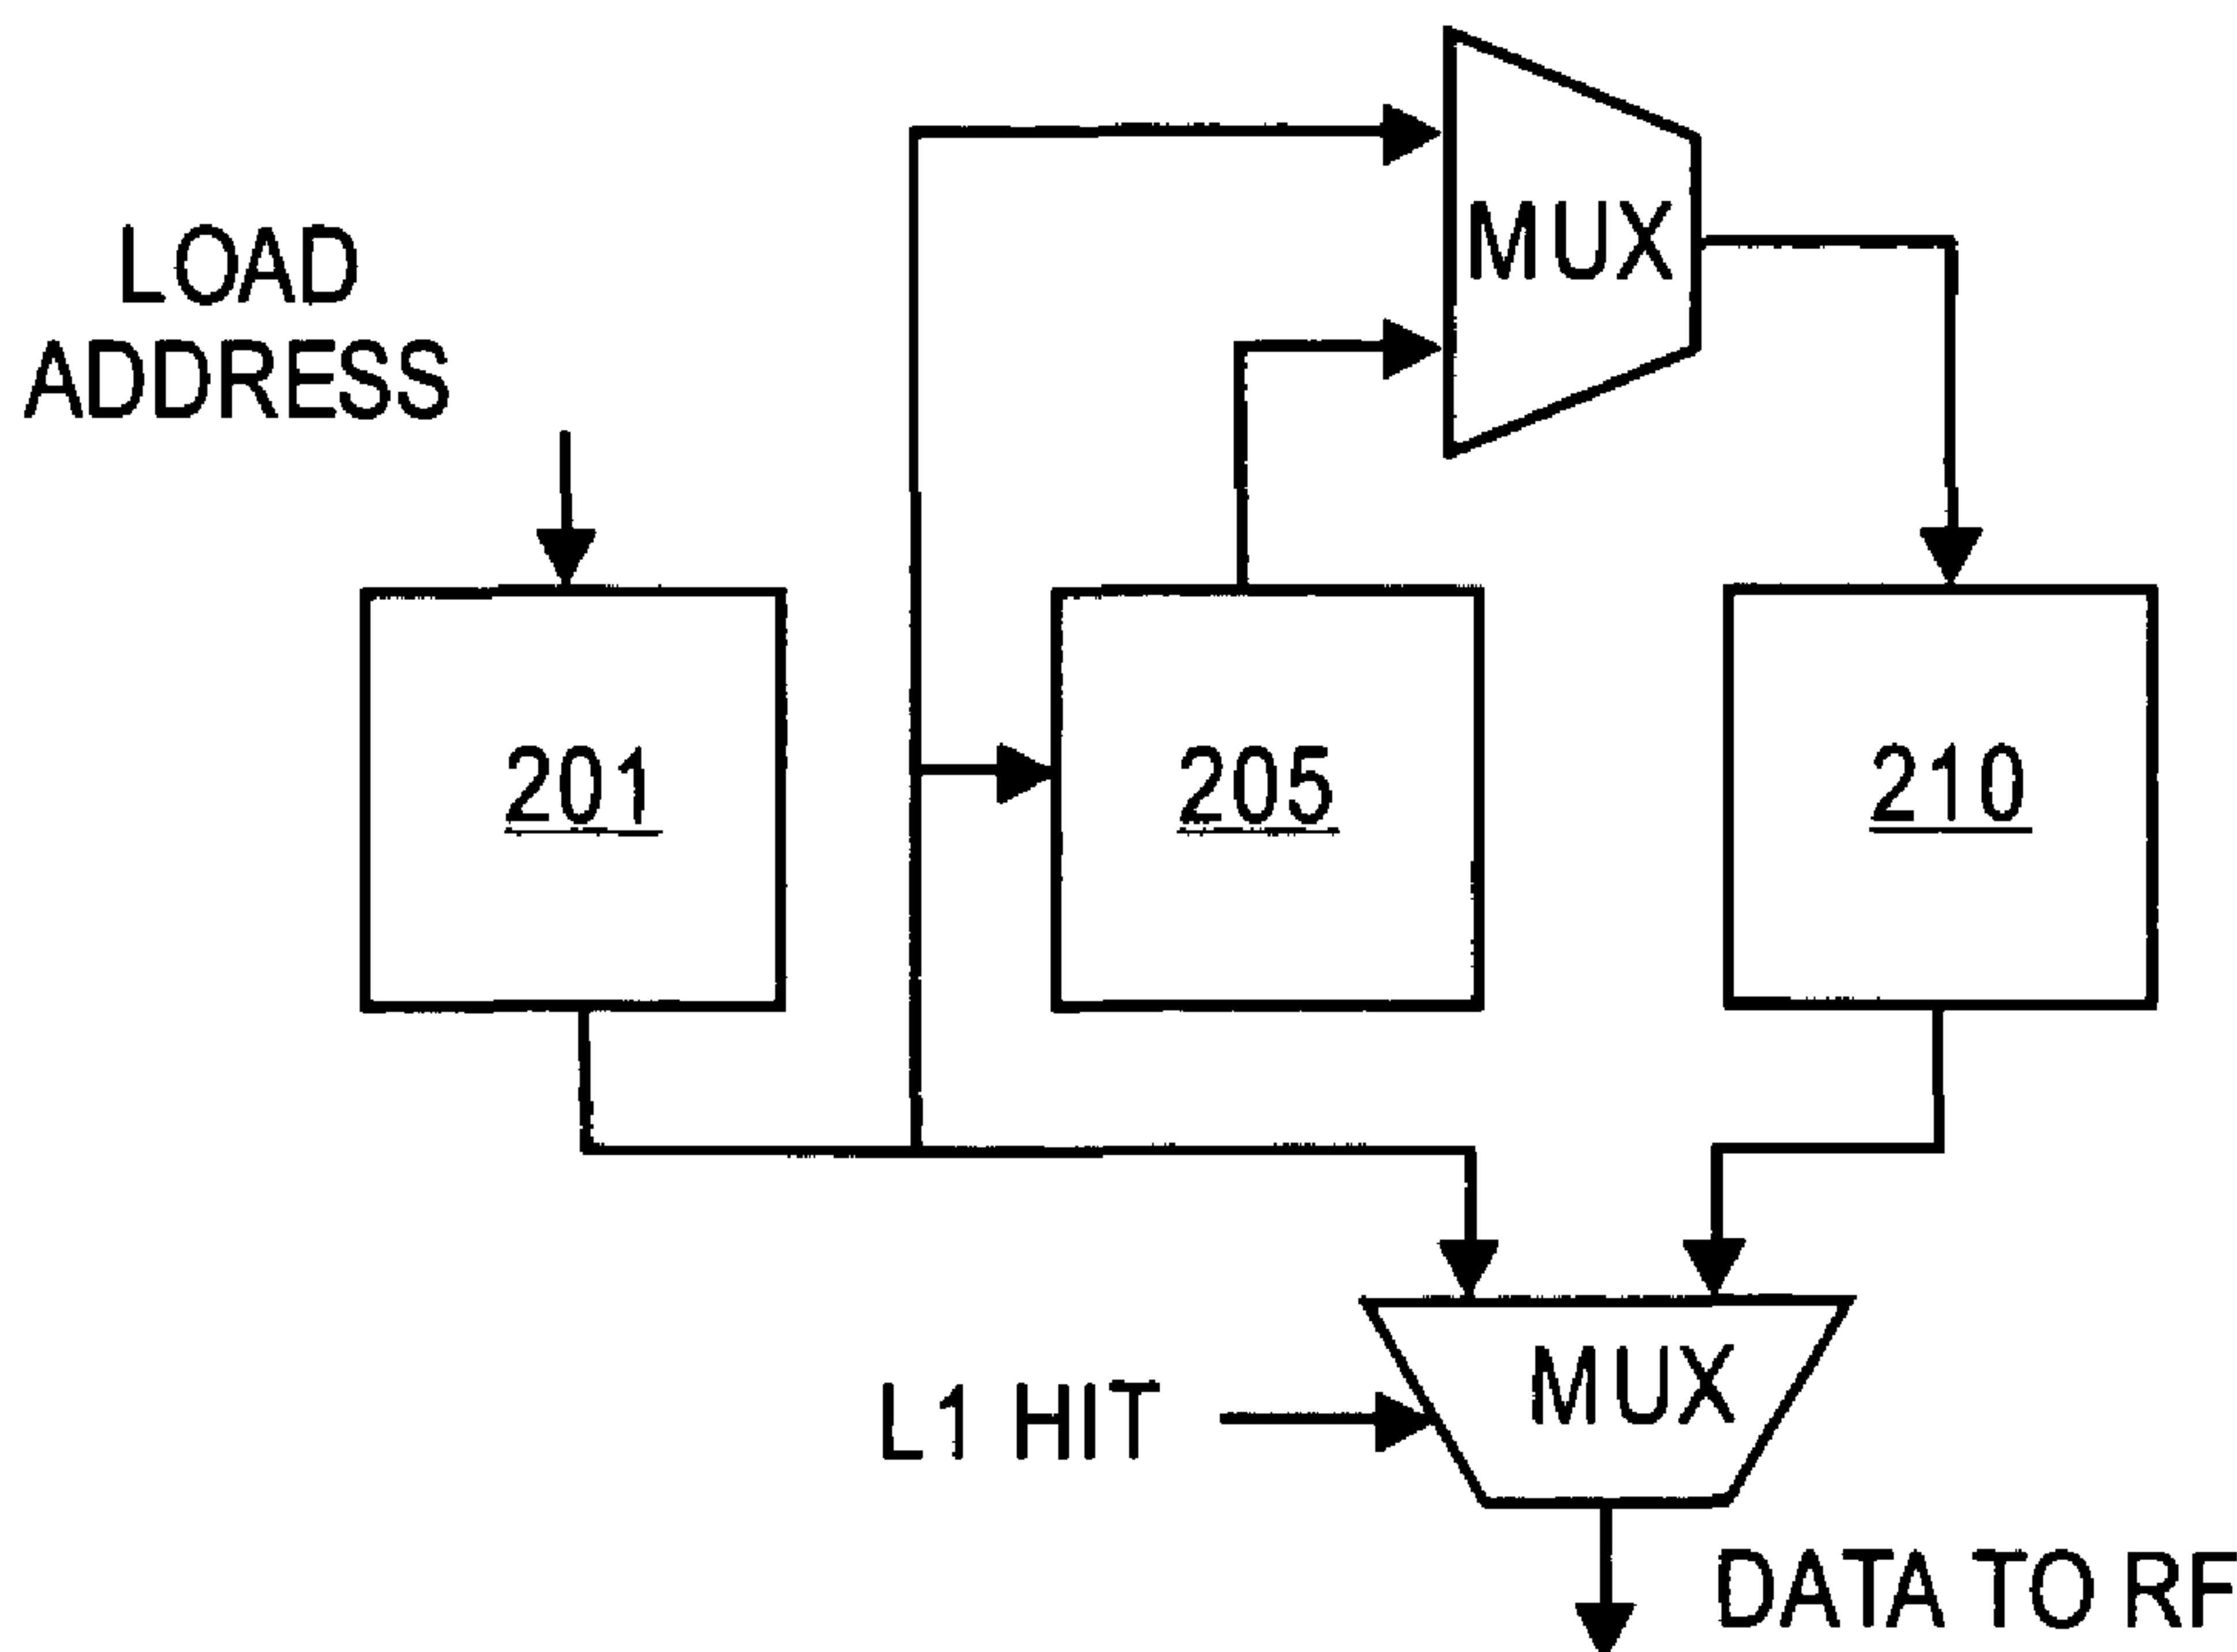 LOAD
ADDRESS
MUX
201
205
210
L1 HIT
MUX
DATA TO RF